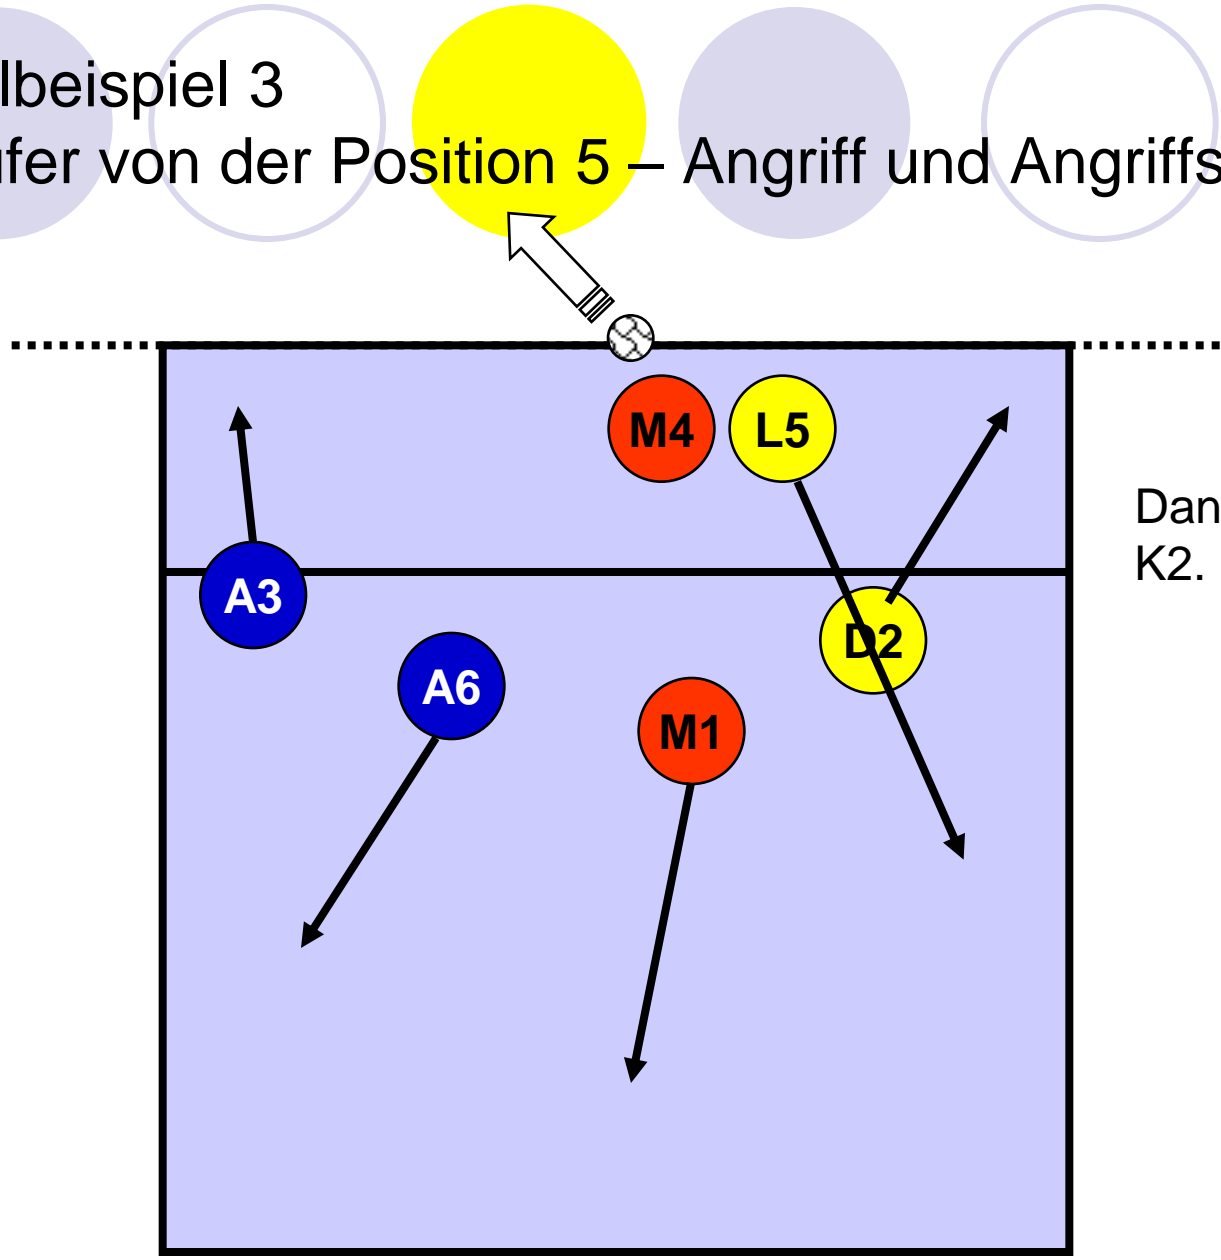 lbeispiel 3
ufer von der Position 5 – Angriff und Angriffs
M4
L5
Dan
K2.
A3
D2
A6
M1